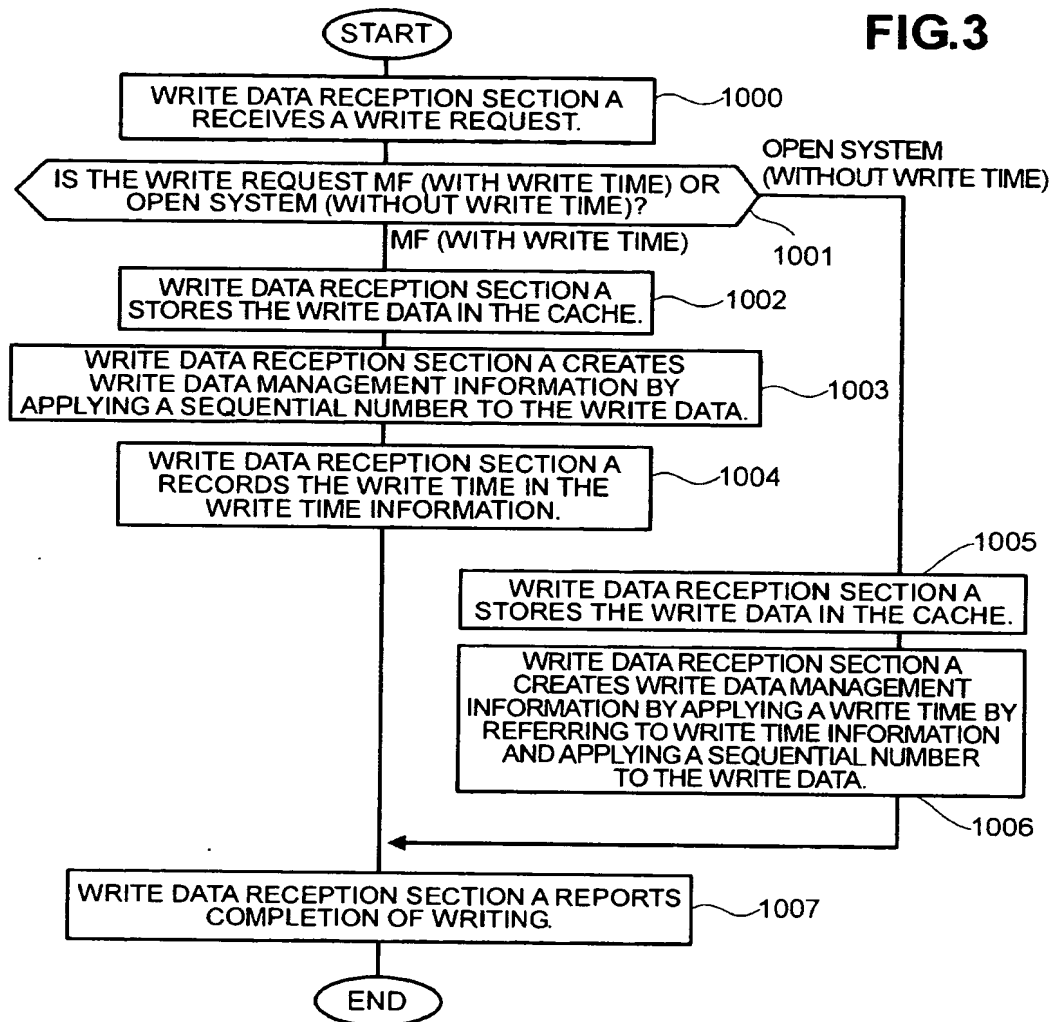 FIG.3
START
WRITE DATA RECEPTION SECTION A
RECEIVES A WRITE REQUEST.
1000
IS THE WRITE REQUEST MF (WITH WRITE TIME) OR
OPEN SYSTEM (WITHOUT WRITE TIME)?
1001
OPEN SYSTEM
(WITHOUT WRITE TIME)
MF (WITH WRITE TIME)
WRITE DATA RECEPTION SECTION A
STORES THE WRITE DATA IN THE CACHE.
1002
WRITE DATA RECEPTION SECTION A CREATES
WRITE DATA MANAGEMENT INFORMATION BY
APPLYING A SEQUENTIAL NUMBER TO THE WRITE DATA.
1003
WRITE DATA RECEPTION SECTION A
RECORDS THE WRITE TIME IN THE
WRITE TIME INFORMATION.
1004
1005
WRITE DATA RECEPTION SECTION A
STORES THE WRITE DATA IN THE CACHE.
WRITE DATA RECEPTION SECTION A
CREATES WRITE DATA MANAGEMENT
INFORMATION BY APPLYING A WRITE TIME BY
REFERRING TO WRITE TIME INFORMATION
AND APPLYING A SEQUENTIAL NUMBER
TO THE WRITE DATA.
1006
WRITE DATA RECEPTION SECTION A REPORTS
COMPLETION OF WRITING.
1007
END